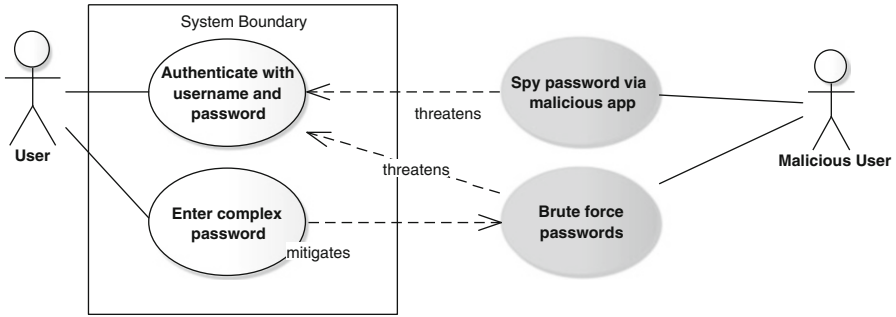 System Boundary
Authenticate with
username and
password
Spy password via
malicious app
threatens
User
Malicious User
threatens
Enter complex
password
Brute force
passwords
mitigates